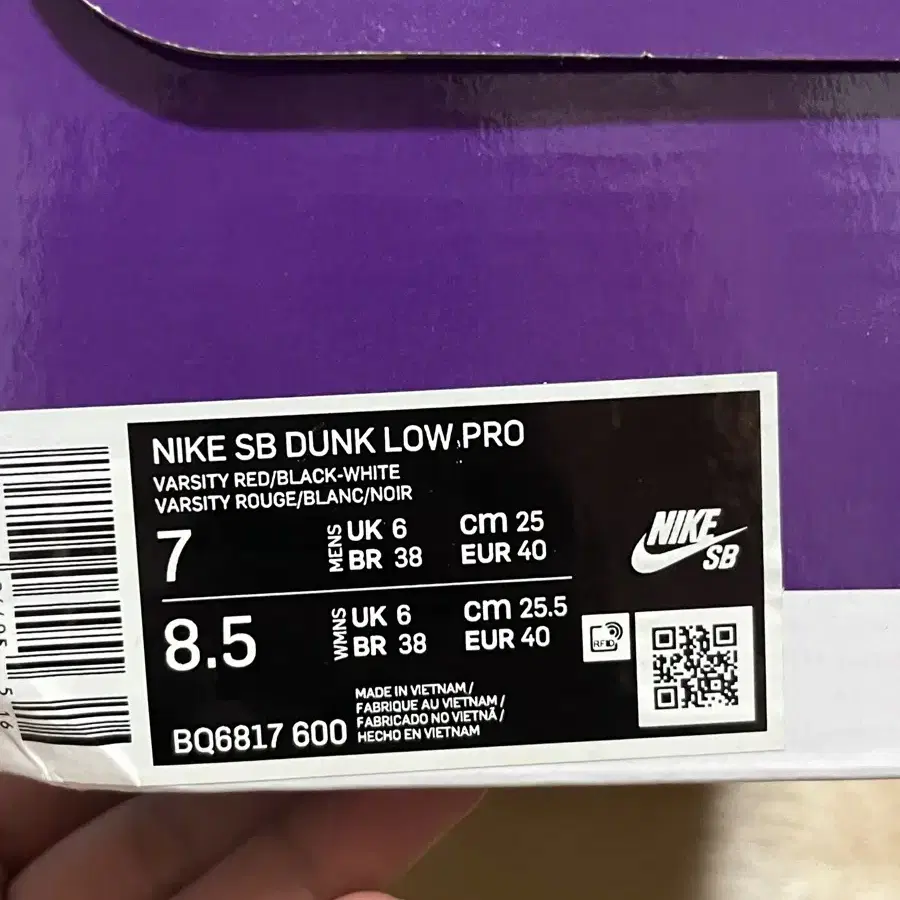 NIKE SB DUNK LOW PRO
VARSITY RED/BLACK-WHITE
VARSITY ROUGE/BLANC/NOIR
7
MENS
UK 6
cm 25
BR 38
EUR 40
NIKE
SB
8.5
WMNS
UK 6
cm 25.5
BR 38
EUR 40
RFID
BQ6817 600
MADE IN VIETNAM /
FABRIQUE AU VIETNAM /
FABRICADO NO VIETNÃ /
HECHO EN VIETNAM